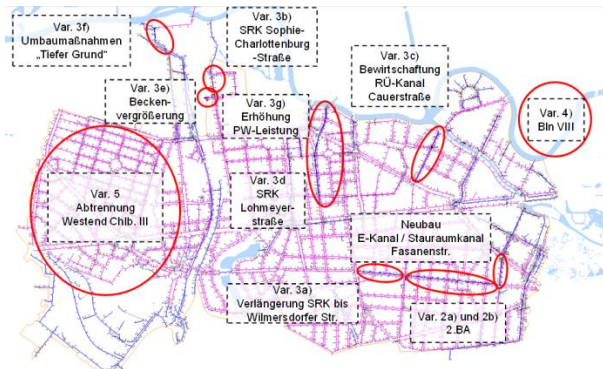 Var. 3f)
Umbaumaßnahmen
„Tiefer Grund“
Var. 3b)
SRK Sophie-
Charlottenburg
-Straße
Var. 3c)
Bewirtschaftung
RÜ-Kanal
Cauerstraße
Var. 3e)
Becken-
vergrößerung
Var. 3g)
Erhöhung
PW-Leistung
Var. 4)
Bln VIII
Var. 5
Abtrennung
Westend Chlb. III
Var. 3d
SRK
Lohmeyer-
straße
Neubau
E-Kanal / Stauraumkanal
Fasanenstr.
Var. 3a)
Verlängerung SRK bis
Wilmersdorfer Str.
Var. 2a) und 2b)
2.BA